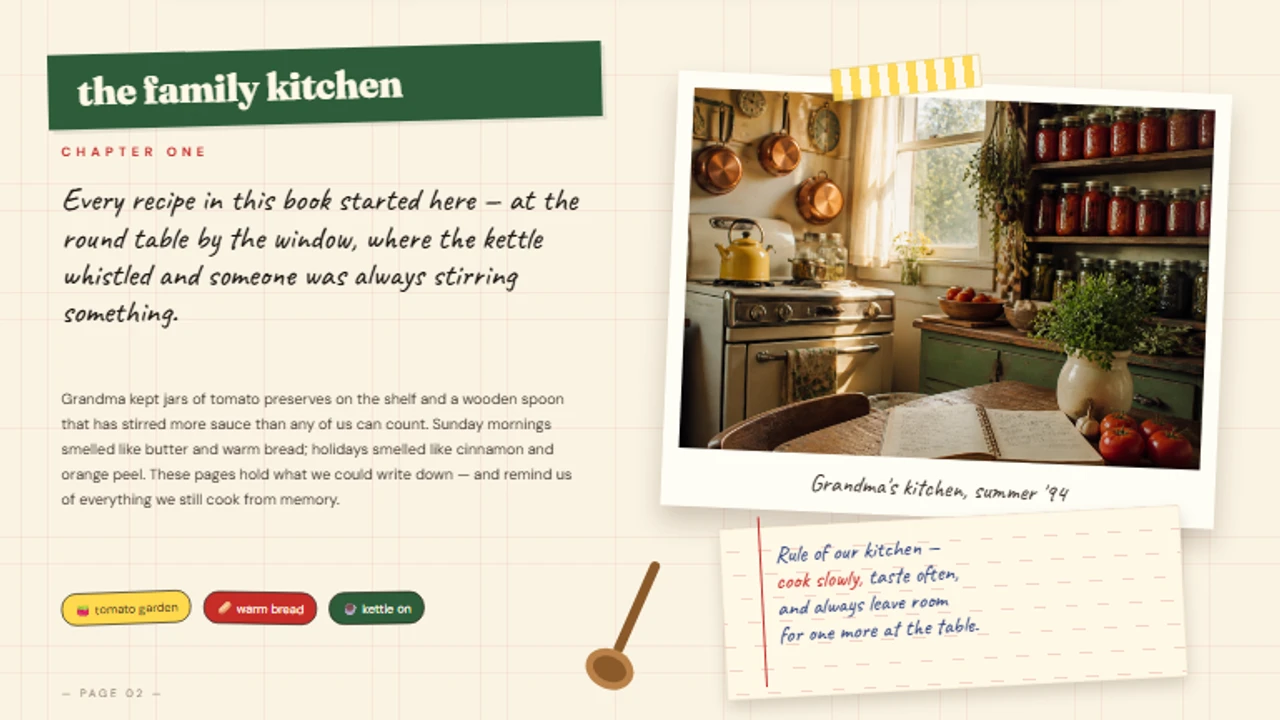 the family kitchen
CHAPTER ONE
Every recipe in this book started here — at the
round table by the window, where the kettle
whistled and someone was always stirring
something.
Grandma kept jars of tomato preserves on the shelf and a wooden spoon
that has stirred more sauce than any of us can count. Sunday mornings
smelled like butter and warm bread; holidays smelled like cinnamon and
orange peel. These pages hold what we could write down — and remind us
of everything we still cook from memory.
tomato garden
warm bread
kettle on
— PAGE 02 —
Grandma's kitchen, summer '94
Rule of our kitchen —
cook slowly, taste often,
and always leave room
for one more at the table.